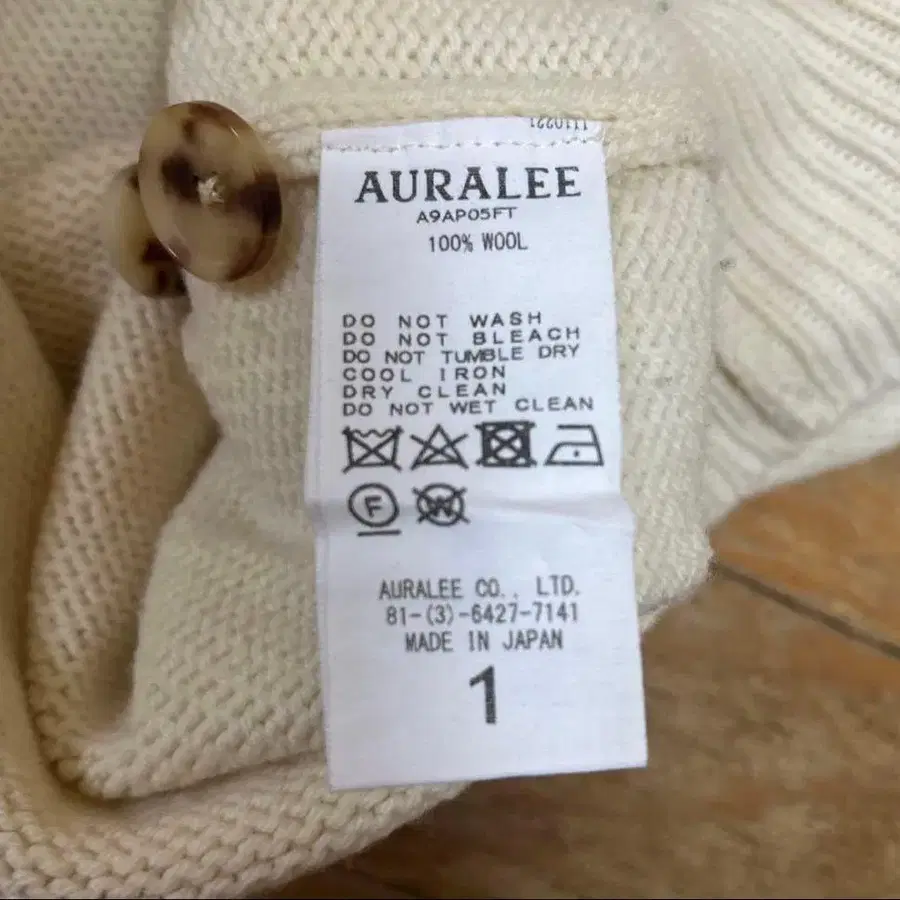 AURALEE
A9AP05FT
100% WOOL
DO NOT WASH
DO NOT BLEACH
DO NOT TUMBLE DRY
COOL IRON
DRY CLEAN
DO NOT WET CLEAN
F W
AURALEE CO., LTD.
81-(3)-6427-7141
MADE IN JAPAN
1